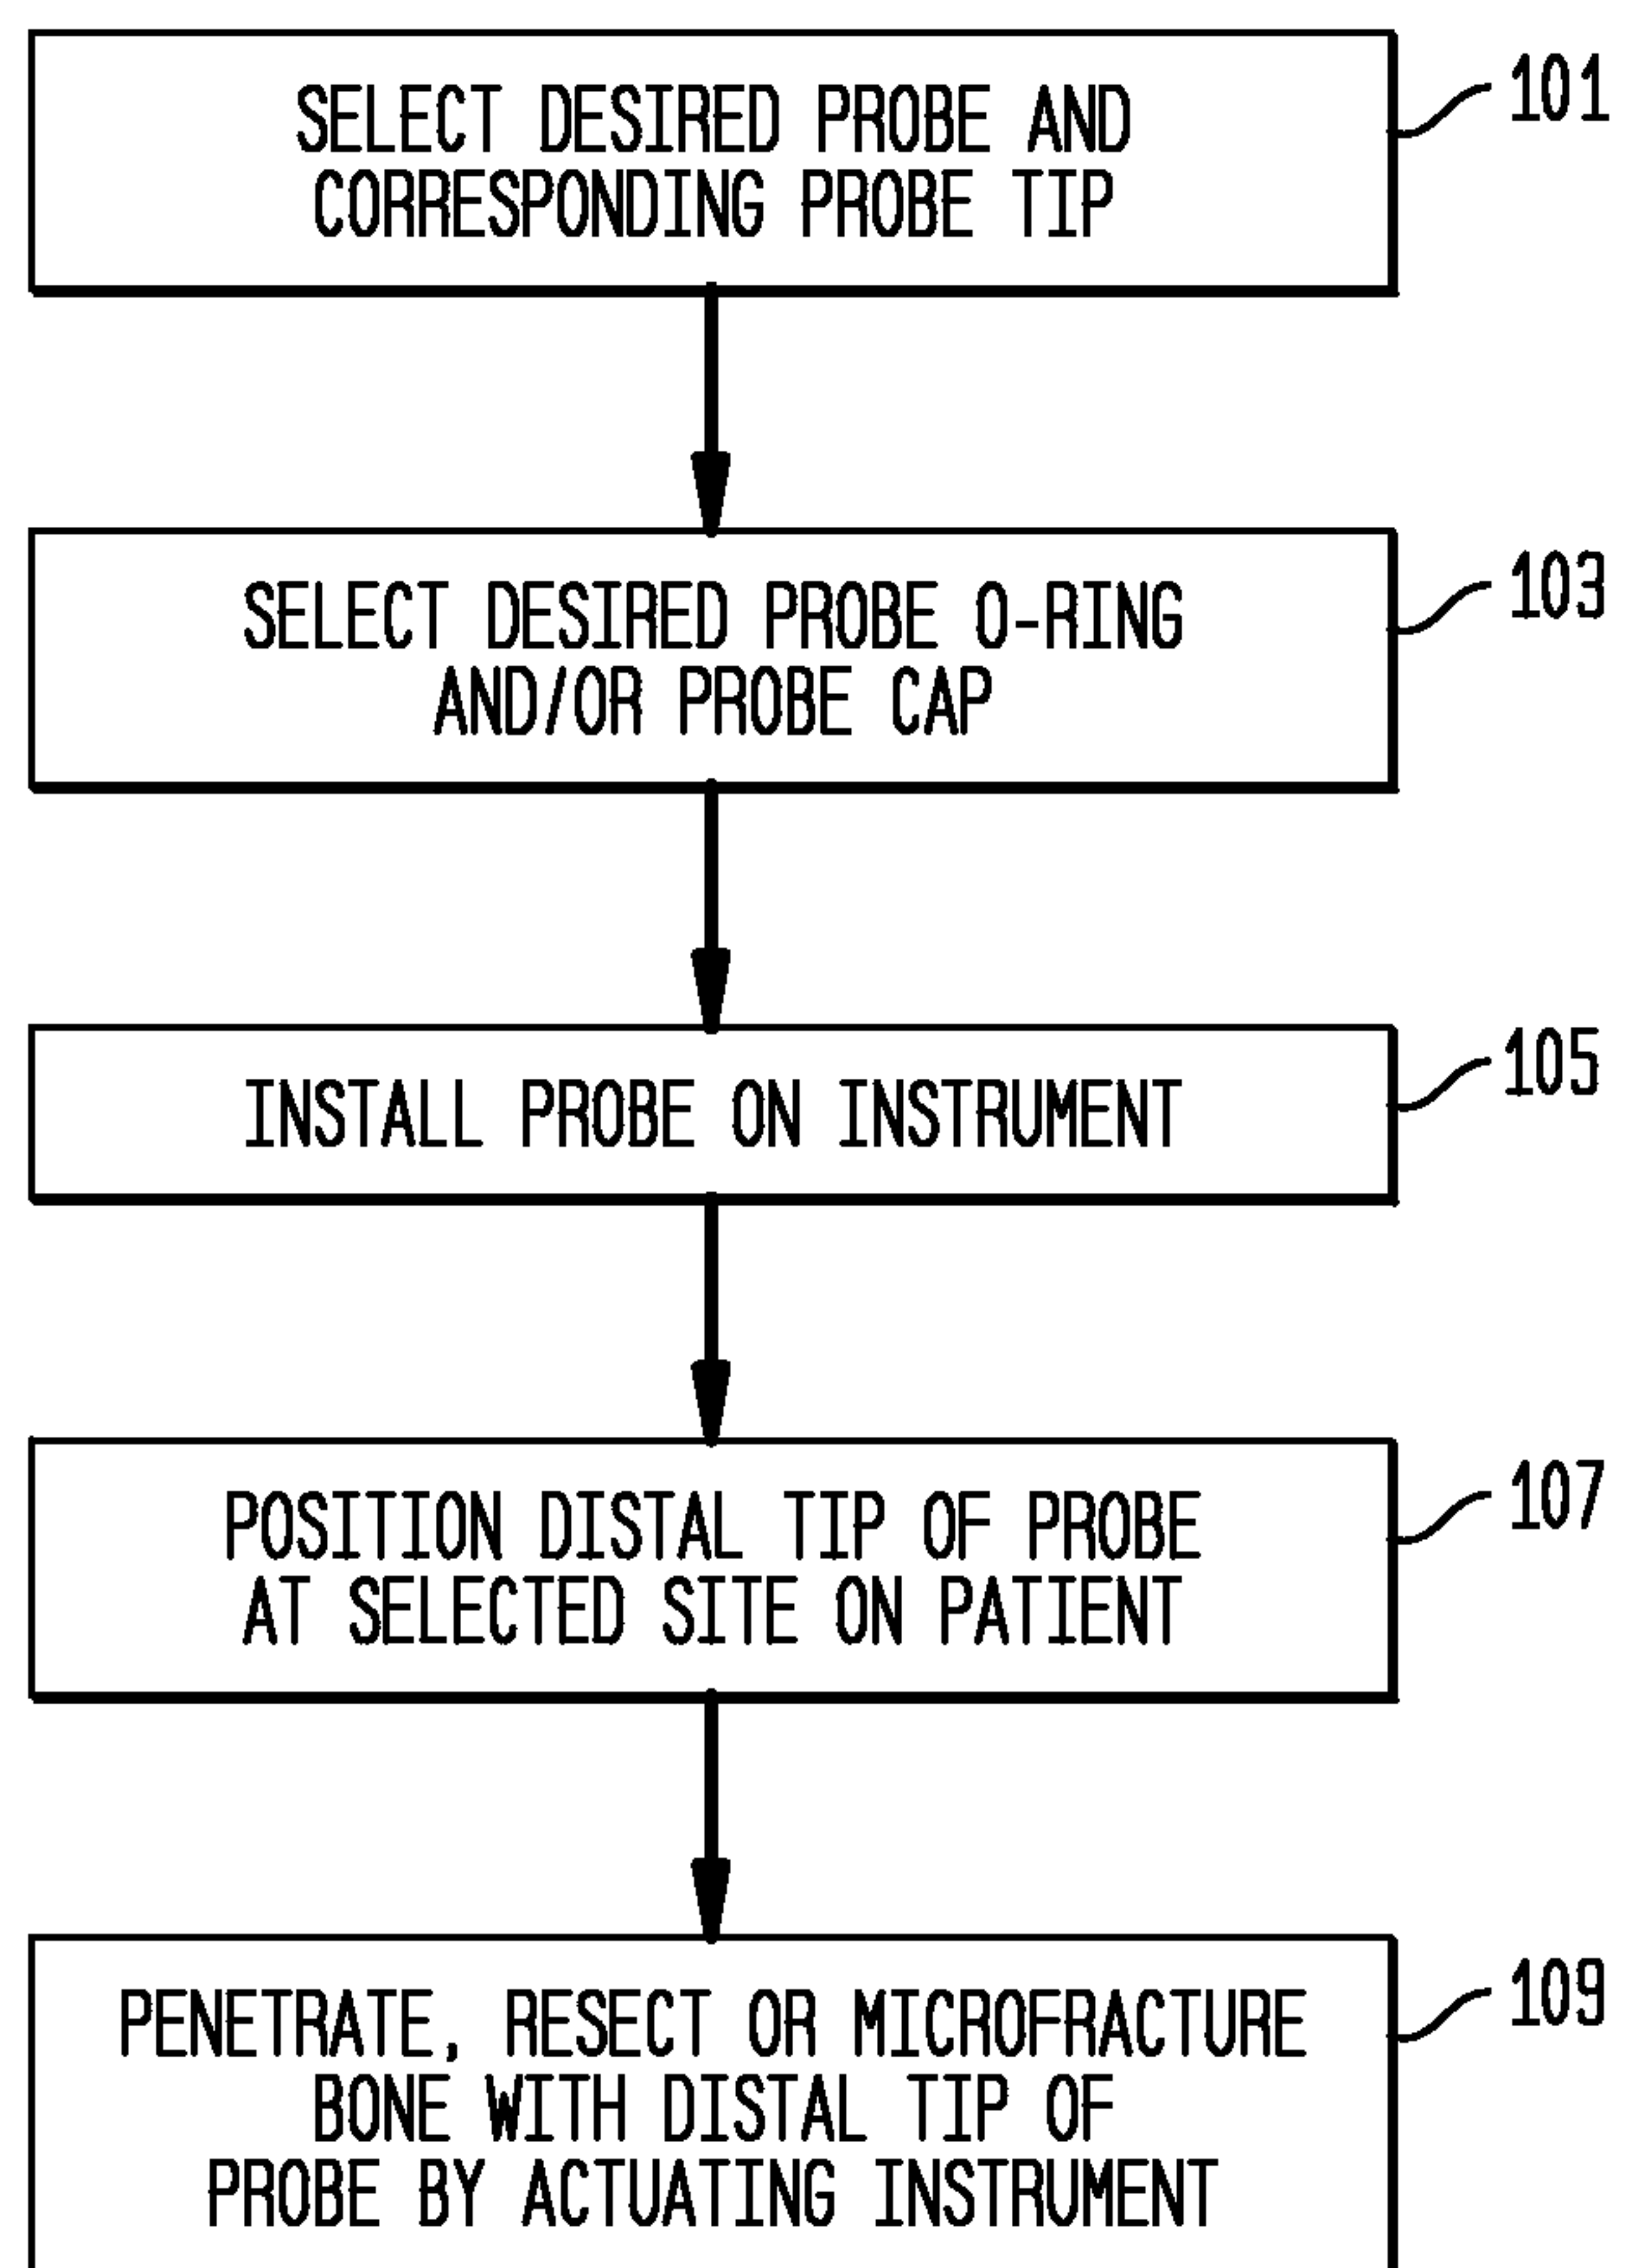 SELECT DESIRED PROBE AND
CORRESPONDING PROBE TIP
101
SELECT DESIRED PROBE O-RING
AND/OR PROBE CAP
103
INSTALL PROBE ON INSTRUMENT
105
POSITION DISTAL TIP OF PROBE
AT SELECTED SITE ON PATIENT
107
PENETRATE, RESECT OR MICROFRACTURE
BONE WITH DISTAL TIP OF
PROBE BY ACTUATING INSTRUMENT
109